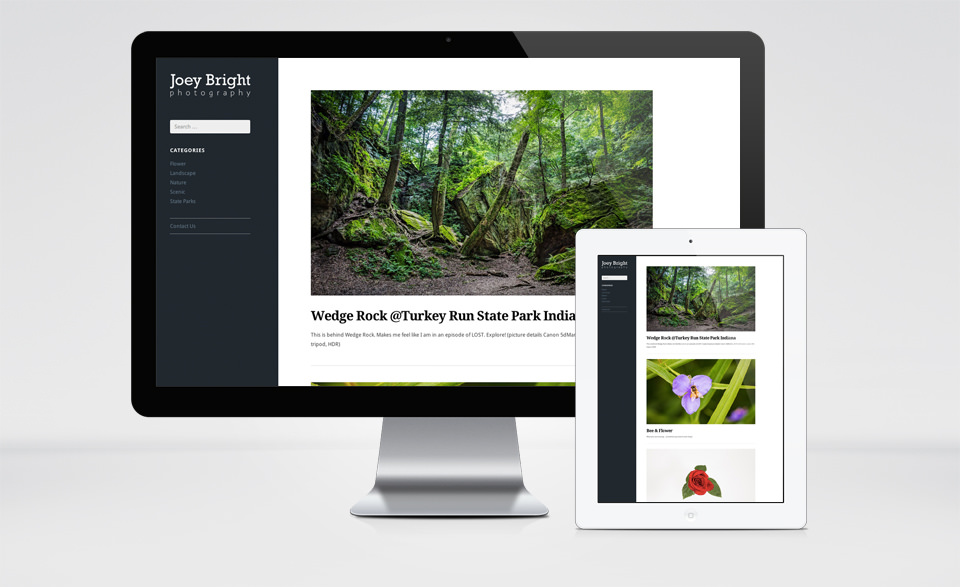 Joey Bright
photography
Search ...
CATEGORIES
Flower
Landscape
Nature
Scenic
State Parks
Contact Us
Wedge Rock @Turkey Run State Park India
This is behind Wedge Rock. Makes me feel like I am in an episode of LOST. Explore! (picture details Canon 5dMar
tripod, HDR)
Joey Bright
photography
Wedge Rock @Turkey Run State Park Indiana
Bee & Flower